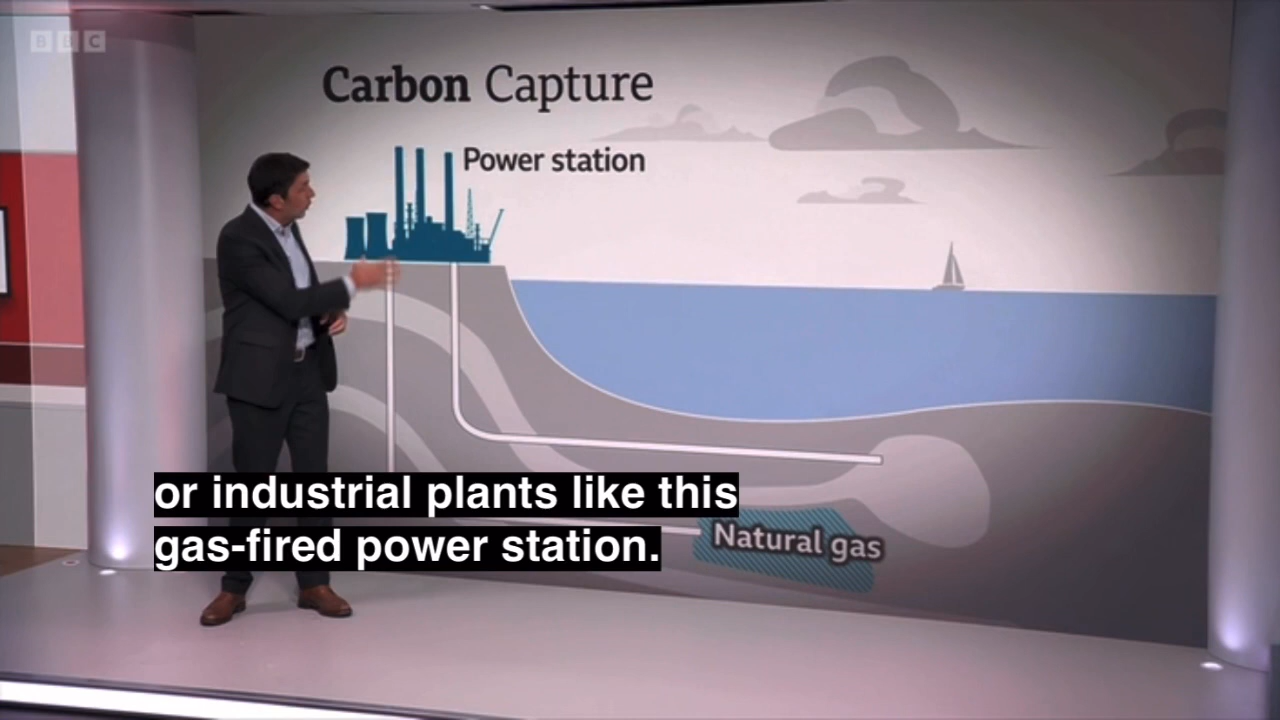 BBC
Carbon Capture
Power station
or industrial plants like this
gas-fired power station.
Natural gas